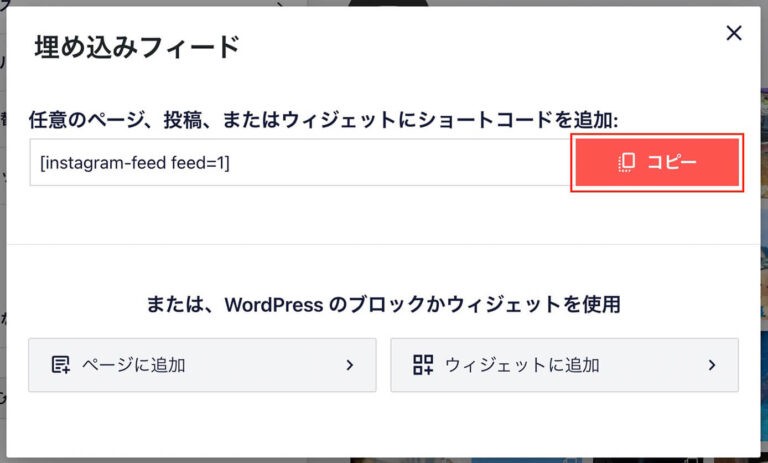 埋め込みフィード
任意のページ、投稿、またはウィジェットにショートコードを追加:
[instagram-feed feed=1]
コピー
または、WordPress のブロックかウィジェットを使用
ページに追加
ウィジェットに追加